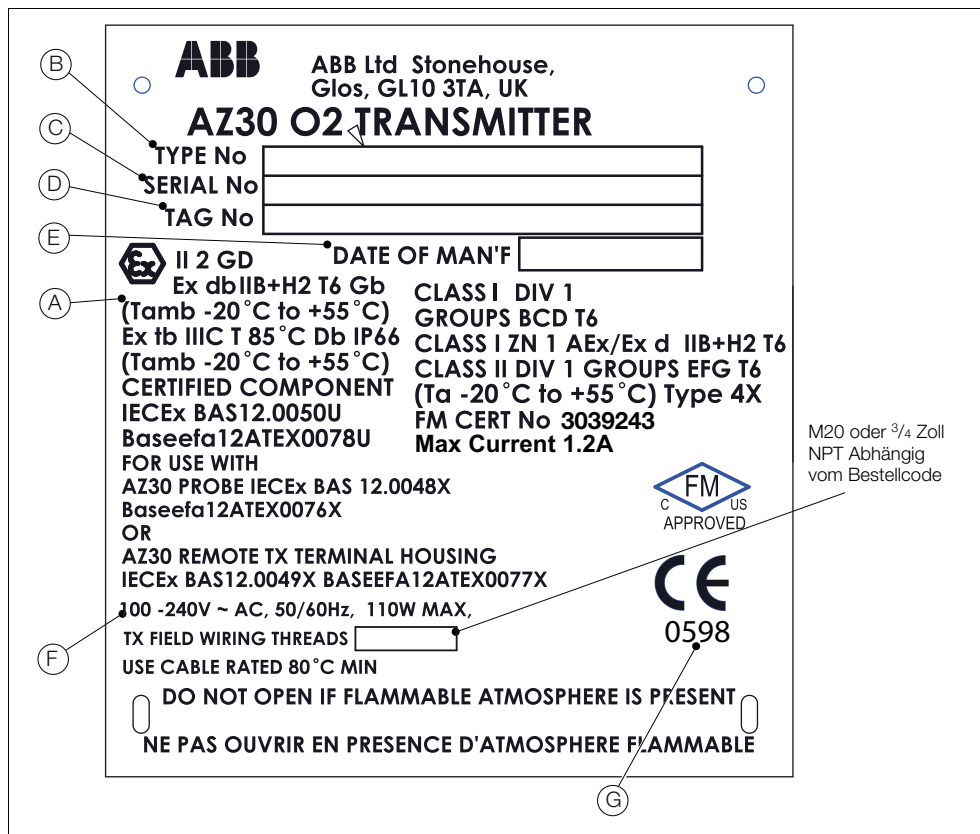 ABB
ABB Ltd Stonehouse,
Glos, GL10 3TA, UK
AZ30 O2 TRANSMITTER
B
TYPE No
C
SERIAL No
D
TAG No
E
DATE OF MAN'F
Ex II 2 GD
Ex db IIB+H2 T6 Gb
A
(Tamb -20°C to +55°C)
Ex tb IIIC T 85°C Db IP66
(Tamb -20°C to +55°C)
CERTIFIED COMPONENT
IECEx BAS12.0050U
Baseefa12ATEX0078U
FOR USE WITH
AZ30 PROBE IECEx BAS 12.0048X
Baseefa12ATEX0076X
OR
AZ30 REMOTE TX TERMINAL HOUSING
IECEx BAS12.0049X BASEEFA12ATEX0077X
CLASS I DIV 1
GROUPS BCD T6
CLASS I ZN 1 AEx/Ex d IIB+H2 T6
CLASS II DIV 1 GROUPS EFG T6
(Ta -20°C to +55°C) Type 4X
FM CERT No 3039243
Max Current 1.2A
M20 oder 3/4 Zoll
NPT Abhängig
vom Bestellcode
FM
C US
APPROVED
CE
0598
100 -240V ~ AC, 50/60Hz, 110W MAX,
F
TX FIELD WIRING THREADS
USE CABLE RATED 80°C MIN
DO NOT OPEN IF FLAMMABLE ATMOSPHERE IS PRESENT
NE PAS OUVRIR EN PRESENCE D'ATMOSPHERE FLAMMABLE
G